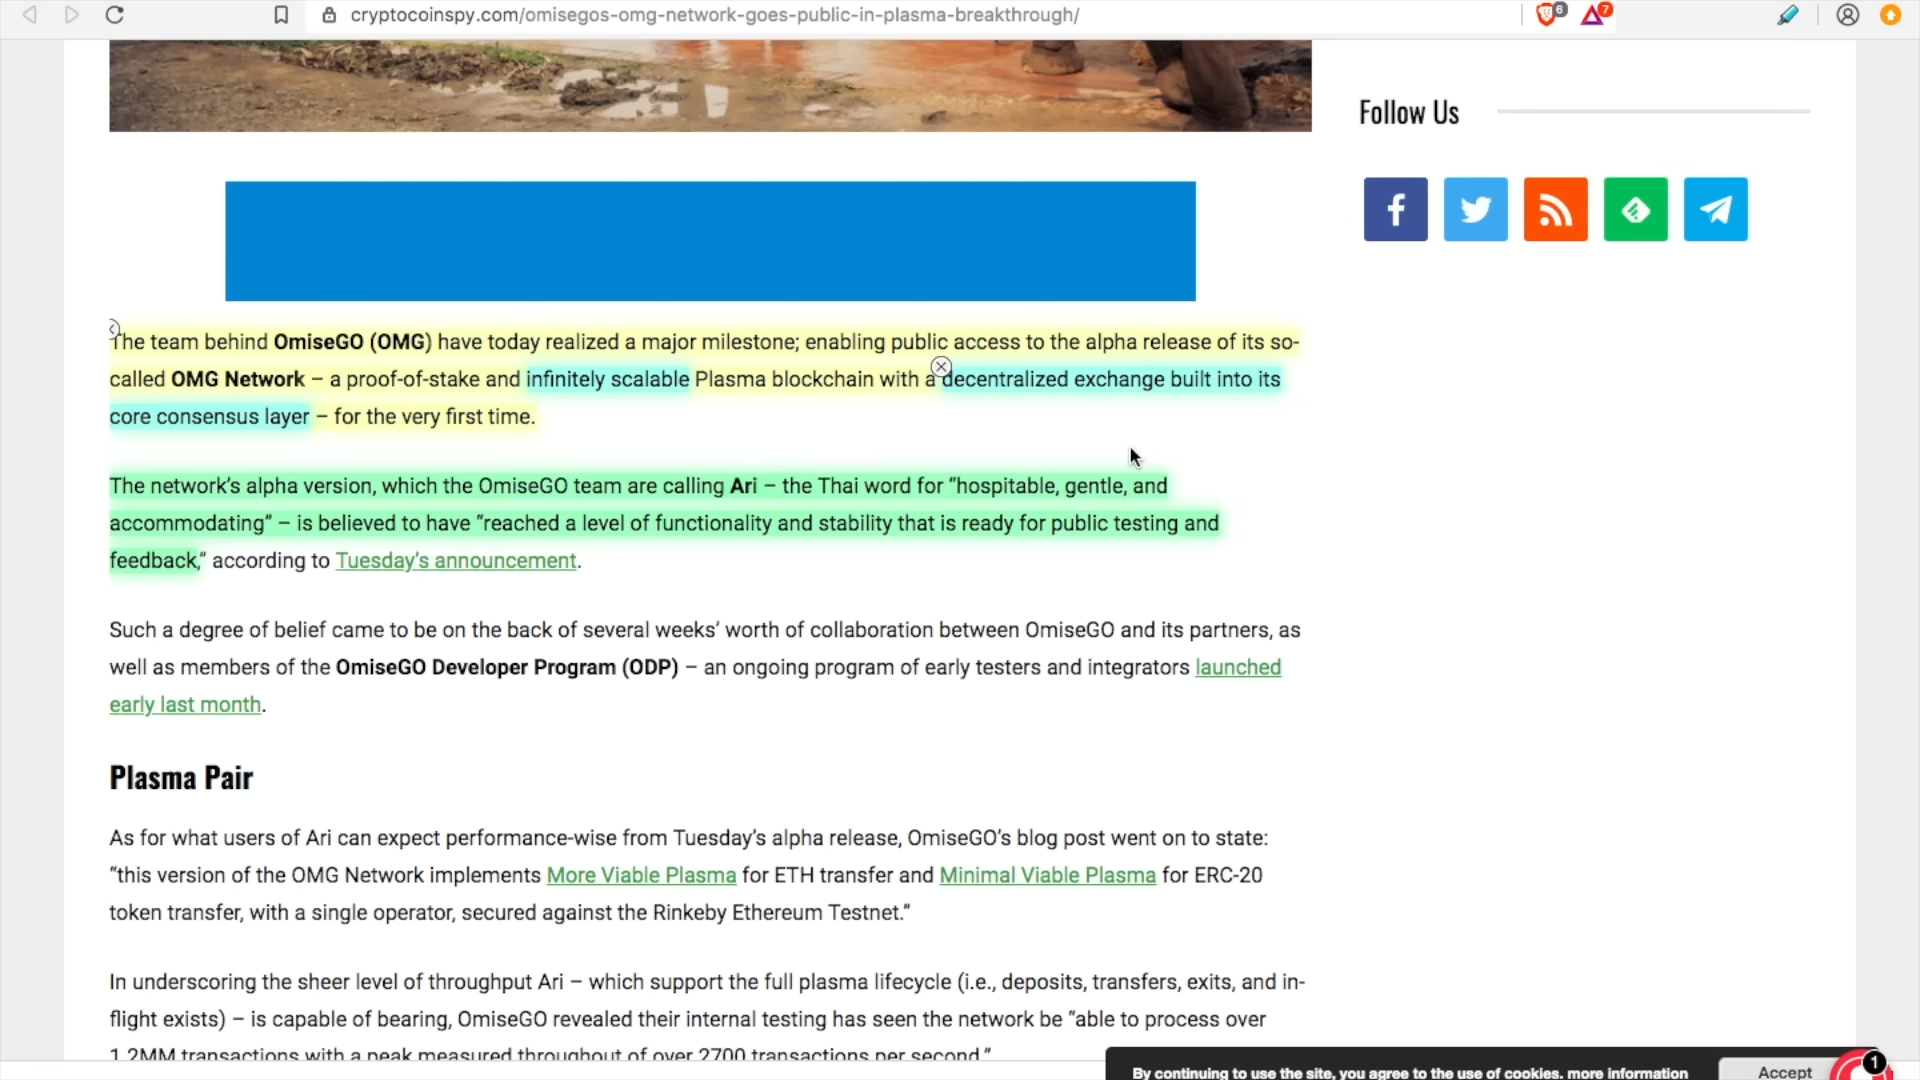 cryptocoinspy.com/omisegos-omg-network-goes-public-in-plasma-breakthrough/
6
7
Follow Us
The team behind OmiseGO (OMG) have today realized a major milestone; enabling public access to the alpha release of its so-
called OMG Network – a proof-of-stake and infinitely scalable Plasma blockchain with a decentralized exchange built into its
core consensus layer – for the very first time.
The network’s alpha version, which the OmiseGO team are calling Ari – the Thai word for “hospitable, gentle, and
accommodating” – is believed to have “reached a level of functionality and stability that is ready for public testing and
feedback,” according to Tuesday’s announcement.
Such a degree of belief came to be on the back of several weeks’ worth of collaboration between OmiseGO and its partners, as
well as members of the OmiseGO Developer Program (ODP) – an ongoing program of early testers and integrators launched
early last month.
Plasma Pair
As for what users of Ari can expect performance-wise from Tuesday’s alpha release, OmiseGO’s blog post went on to state:
“this version of the OMG Network implements More Viable Plasma for ETH transfer and Minimal Viable Plasma for ERC-20
token transfer, with a single operator, secured against the Rinkeby Ethereum Testnet.”
In underscoring the sheer level of throughput Ari – which support the full plasma lifecycle (i.e., deposits, transfers, exits, and in-
flight exists) – is capable of bearing, OmiseGO revealed their internal testing has seen the network be “able to process over
1.2MM transactions with a peak measured throughout of over 2700 transactions per second.”
By continuing to use the site, you agree to the use of cookies. more information
Accept
1